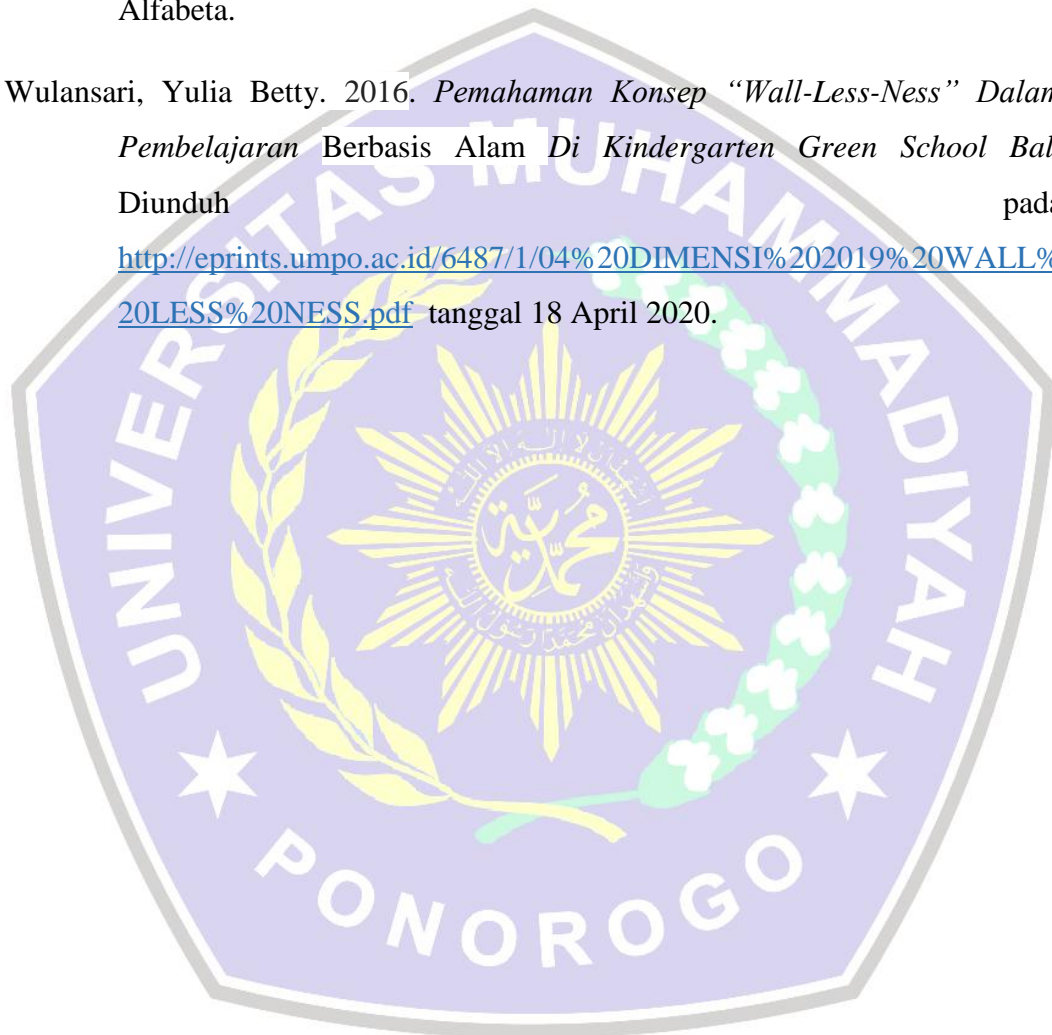 Alfabeta.
Wulansari, Yulia Betty. 2016. Pemahaman Konsep “Wall-Less-Ness” Dalam
Pembelajaran Berbasis Alam Di Kindergarten Green School Bal
Diunduh pada
http://eprints.umpo.ac.id/6487/1/04%20DIMENSI%202019%20WALL%
20LESS%20NESS.pdf tanggal 18 April 2020.
UNIVERSITAS MUHAMMADIYAH
PONOROGO
محمدية